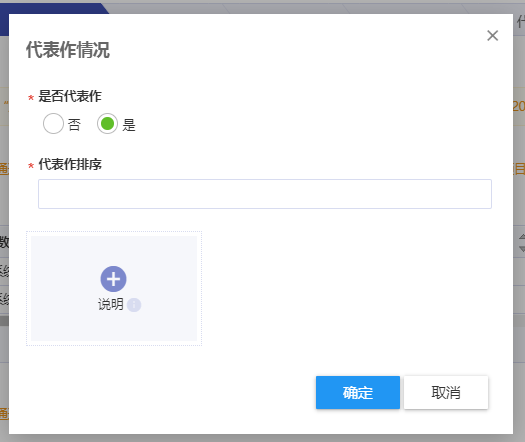 代表作情况
* 是否代表作
否 是
* 代表作排序
说明
确定 取消